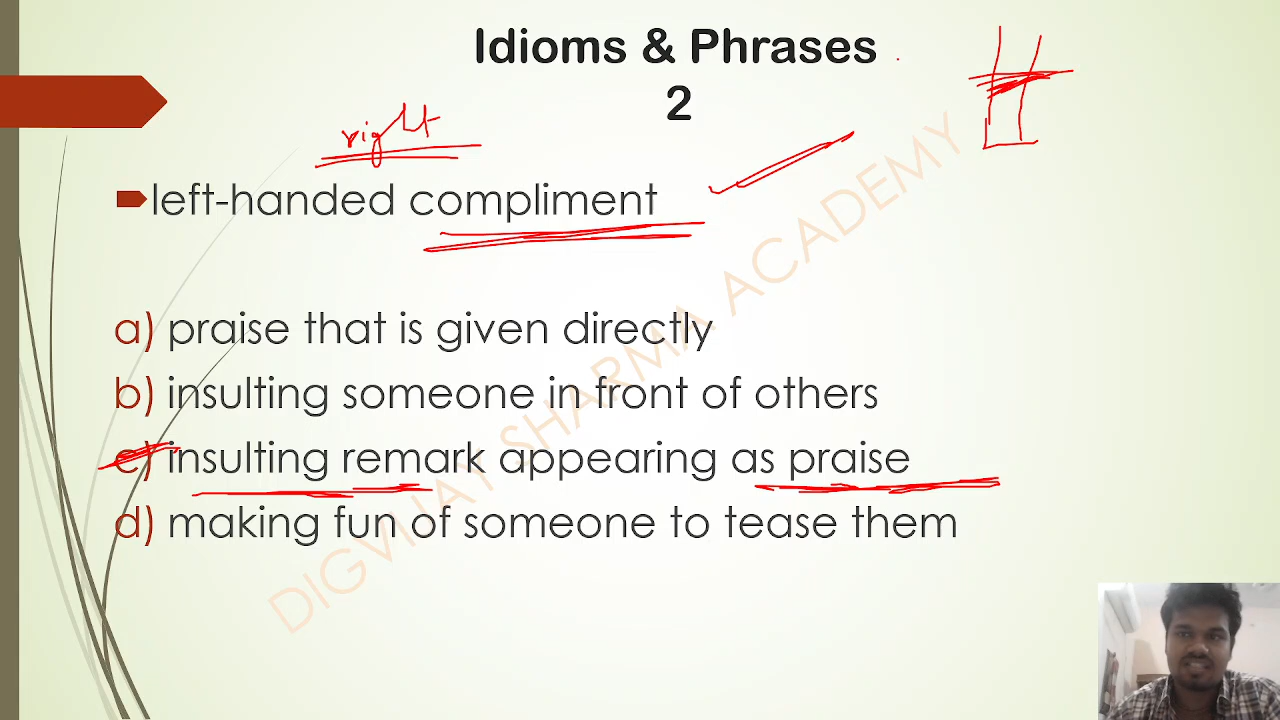 Idioms & Phrases
2
right
left-handed compliment
a) praise that is given directly
b) insulting someone in front of others
c) insulting remark appearing as praise
d) making fun of someone to tease them
DIGVIJAY SHARMA ACADEMY